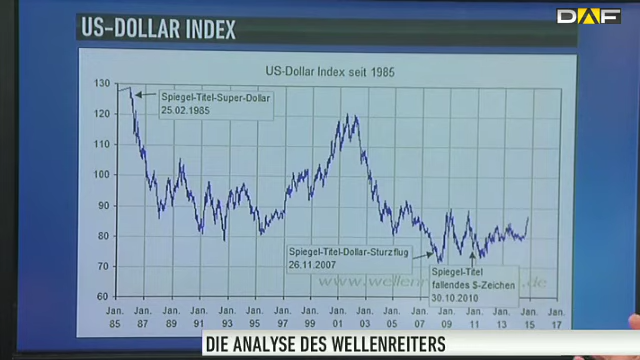 DAF
US-DOLLAR INDEX
US-Dollar Index seit 1985
130
120
110
100
90
80
70
60
Spiegel-Titel-Super-Dollar
25.02.1985
Spiegel-Titel-Dollar-Sturzflug
26.11.2007
Spiegel-Titel
fallendes $-Zeichen
30.10.2010
Jan. Jan. Jan. Jan. Jan. Jan. Jan. Jan. Jan. Jan. Jan. Jan. Jan. Jan. Jan. Jan. Jan.
85 87 89 91 93 95 97 99 01 03 05 07 09 11 13 15 17
DIE ANALYSE DES WELLENREITERS